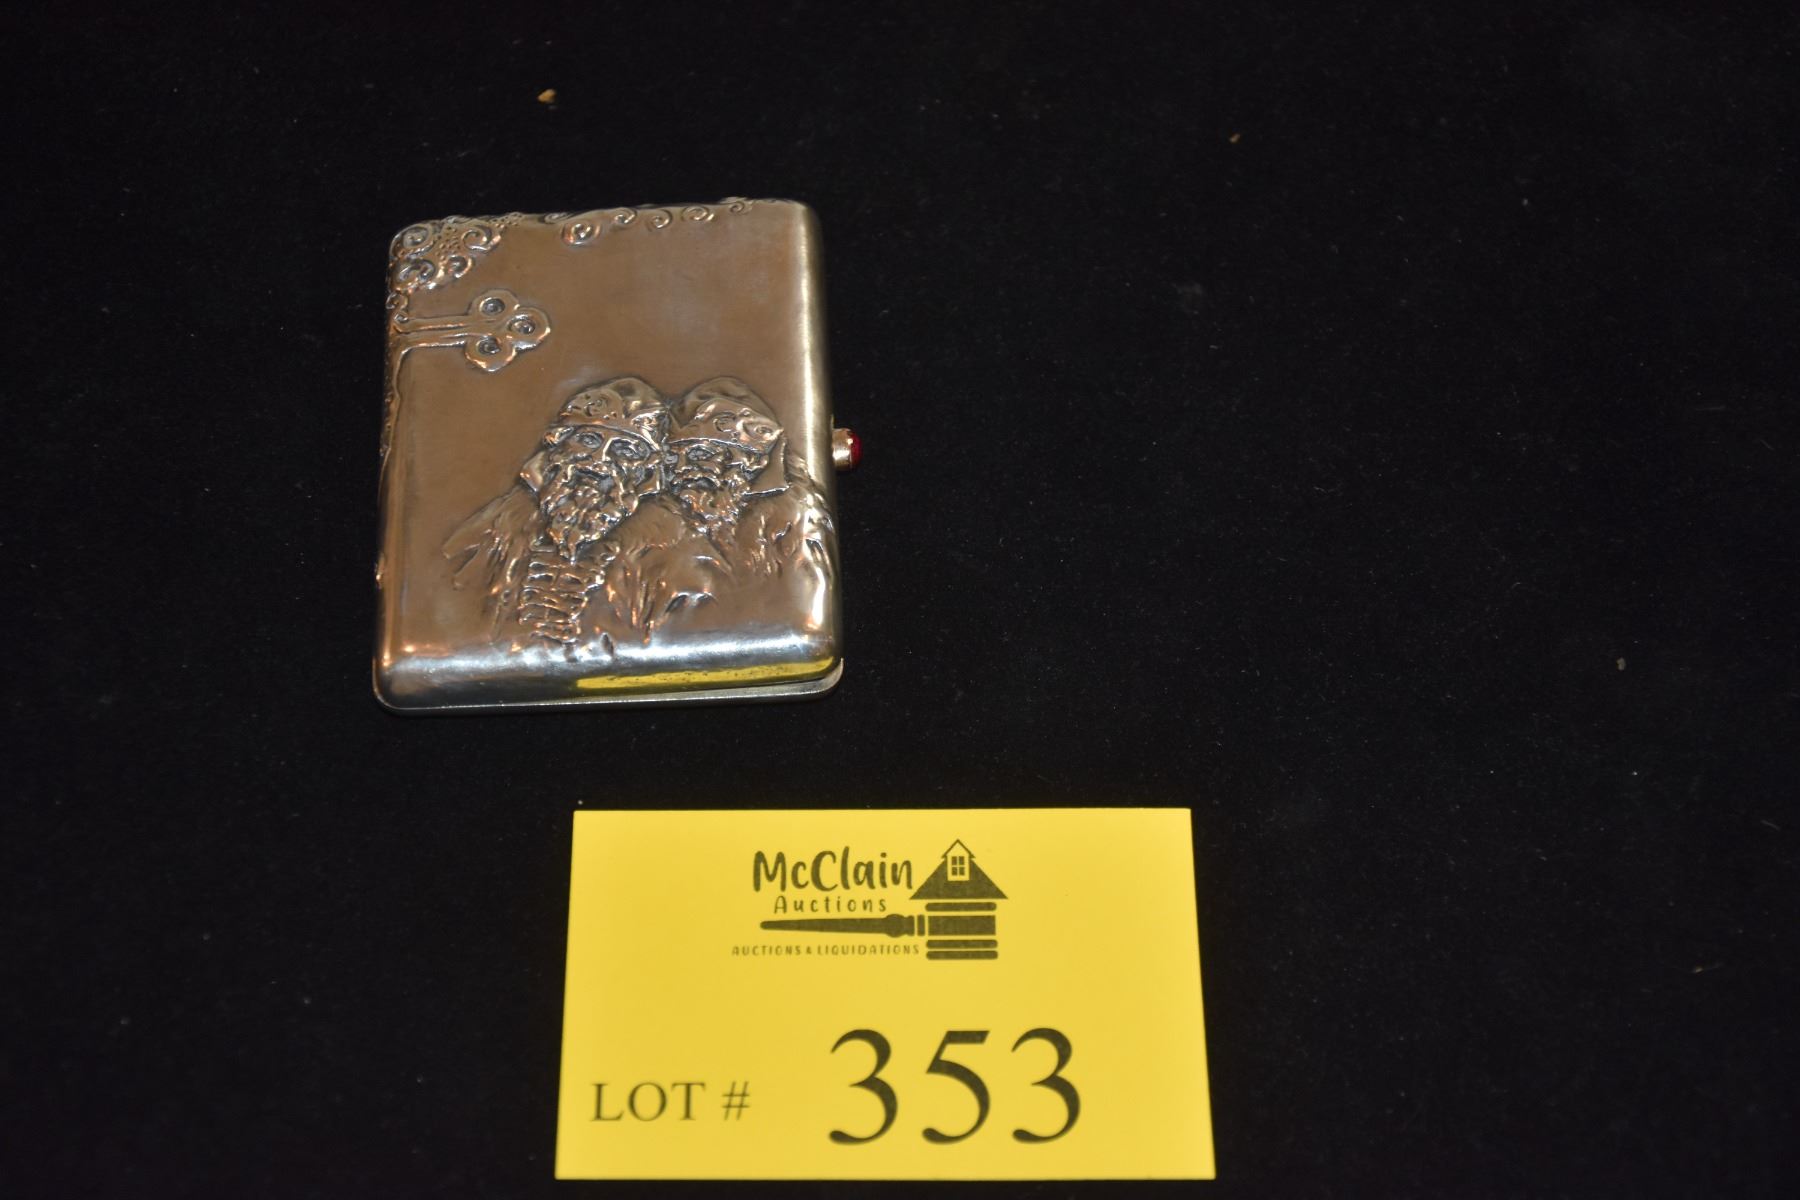 McClain
Auctions
AUCTIONS & LIQUIDATIONS
LOT # 353